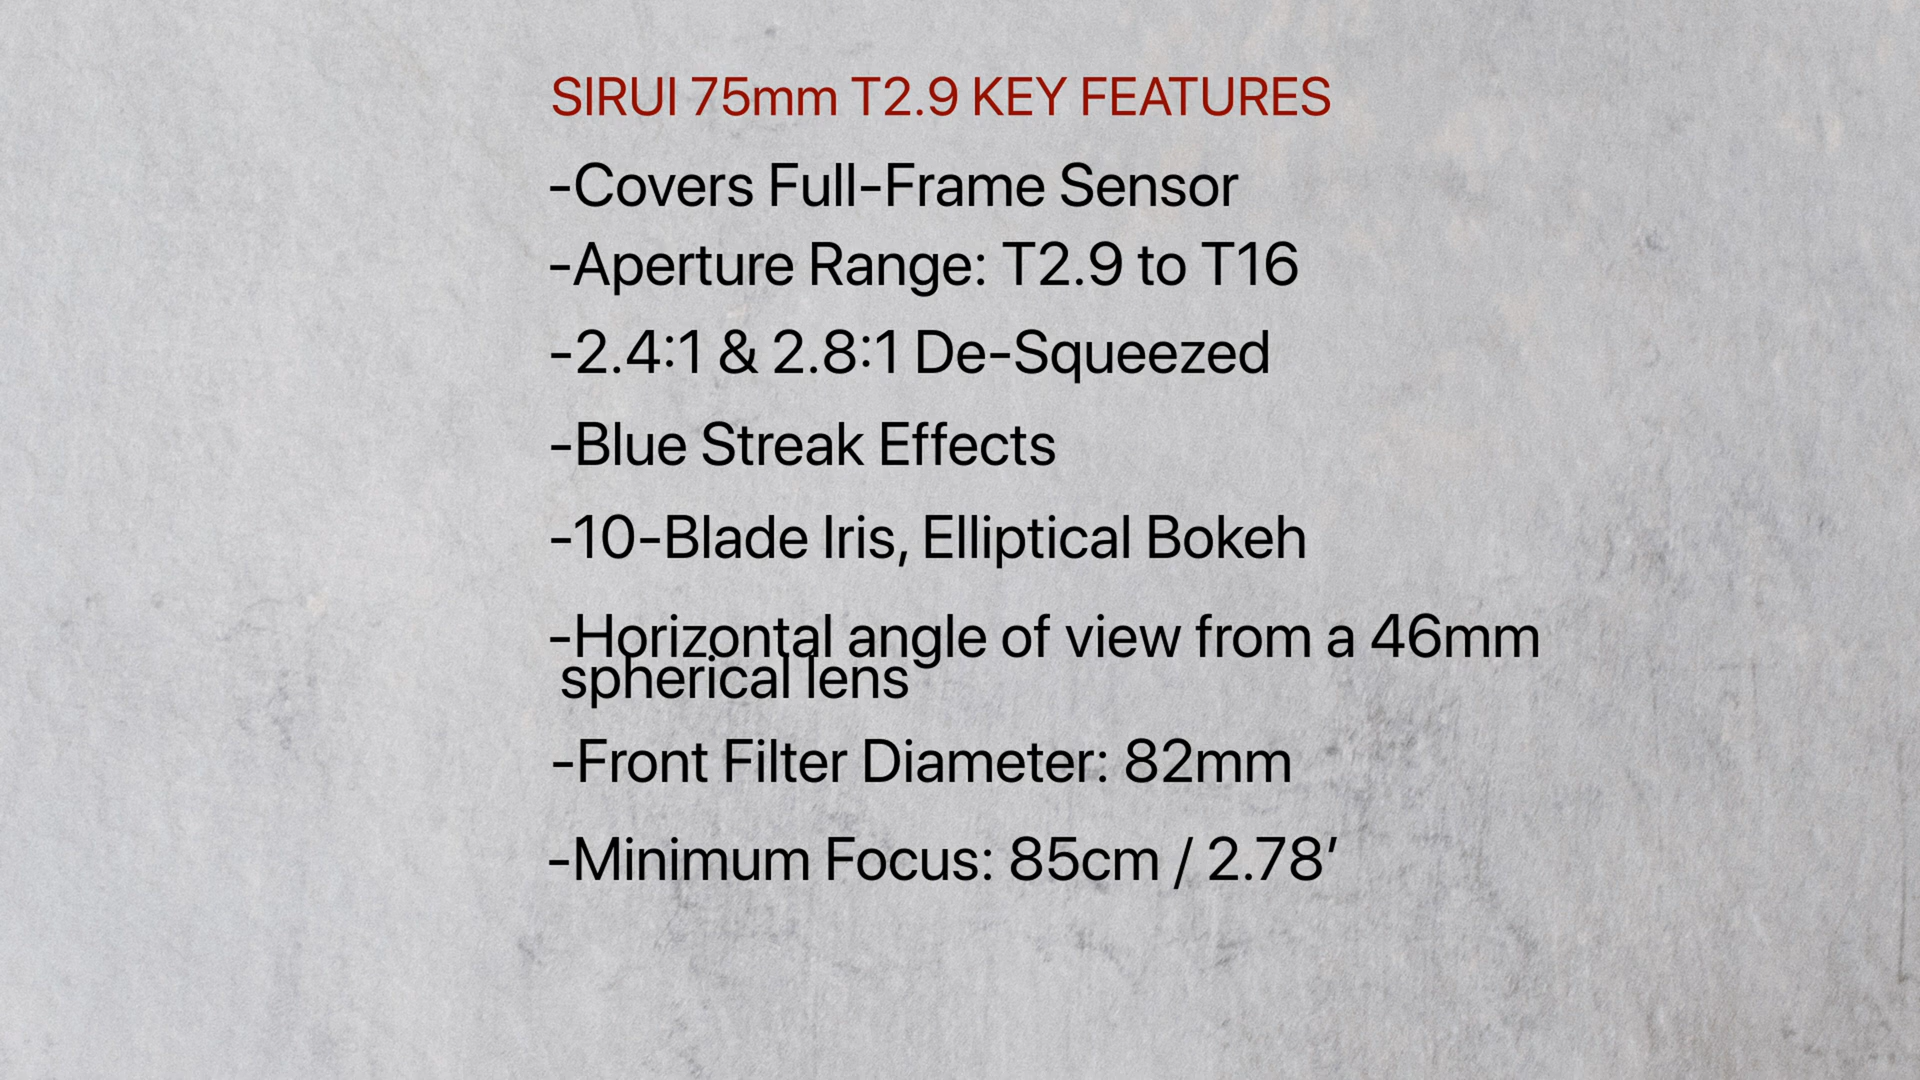 SIRUI 75mm T2.9 KEY FEATURES
-Covers Full-Frame Sensor
-Aperture Range: T2.9 to T16
-2.4:1 & 2.8:1 De-Squeezed
-Blue Streak Effects
-10-Blade Iris, Elliptical Bokeh
-Horizontal angle of view from a 46mm
spherical lens
-Front Filter Diameter: 82mm
-Minimum Focus: 85cm / 2.78’